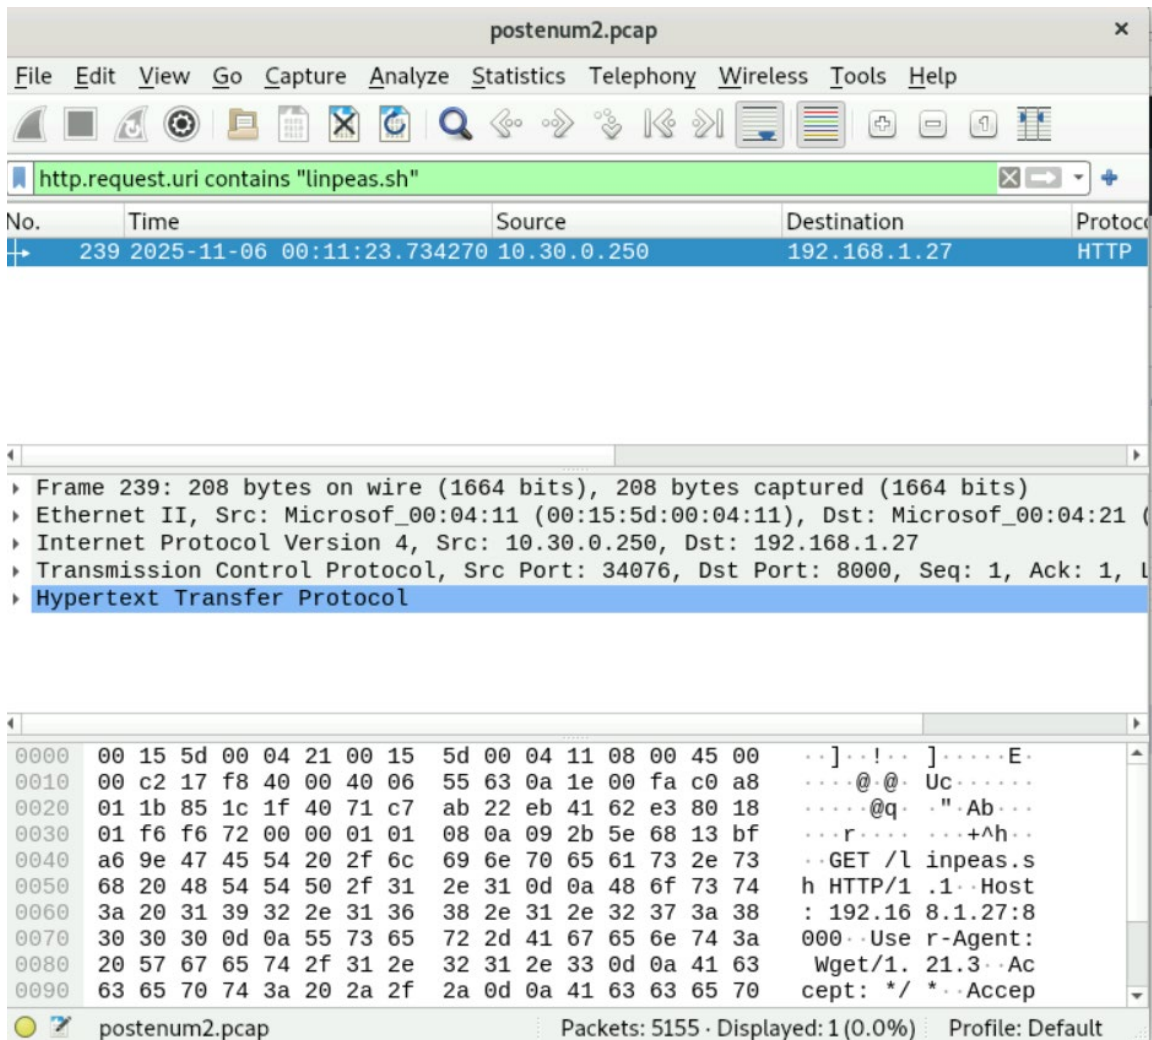 postenum2.pcap ×
File Edit View Go Capture Analyze Statistics Telephony Wireless Tools Help
http.request.uri contains "linpeas.sh"
No. Time Source Destination Protoco
239 2025-11-06 00:11:23.734270 10.30.0.250 192.168.1.27 HTTP
Frame 239: 208 bytes on wire (1664 bits), 208 bytes captured (1664 bits)
Ethernet II, Src: Microsof_00:04:11 (00:15:5d:00:04:11), Dst: Microsof_00:04:21 (
Internet Protocol Version 4, Src: 10.30.0.250, Dst: 192.168.1.27
Transmission Control Protocol, Src Port: 34076, Dst Port: 8000, Seq: 1, Ack: 1, L
Hypertext Transfer Protocol
0000 00 15 5d 00 04 21 00 15 5d 00 04 11 08 00 45 00 ··]··!·· ]·····E·
0010 00 c2 17 f8 40 00 40 06 55 63 0a 1e 00 fa c0 a8 ····@·@· Uc······
0020 01 1b 85 1c 1f 40 71 c7 ab 22 eb 41 62 e3 80 18 ·····@q· ·"·Ab···
0030 01 f6 f6 72 00 00 01 01 08 0a 09 2b 5e 68 13 bf ···r···· ···+^h··
0040 a6 9e 47 45 54 20 2f 6c 69 6e 70 65 61 73 2e 73 ··GET /l inpeas.s
0050 68 20 48 54 54 50 2f 31 2e 31 0d 0a 48 6f 73 74 h HTTP/1 .1··Host
0060 3a 20 31 39 32 2e 31 36 38 2e 31 2e 32 37 3a 38 : 192.16 8.1.27:8
0070 30 30 30 0d 0a 55 73 65 72 2d 41 67 65 6e 74 3a 000··Use r-Agent:
0080 20 57 67 65 74 2f 31 2e 32 31 2e 33 0d 0a 41 63 Wget/1. 21.3··Ac
0090 63 65 70 74 3a 20 2a 2f 2a 0d 0a 41 63 63 65 70 cept: */ *··Accep
postenum2.pcap Packets: 5155 · Displayed: 1 (0.0%) Profile: Default